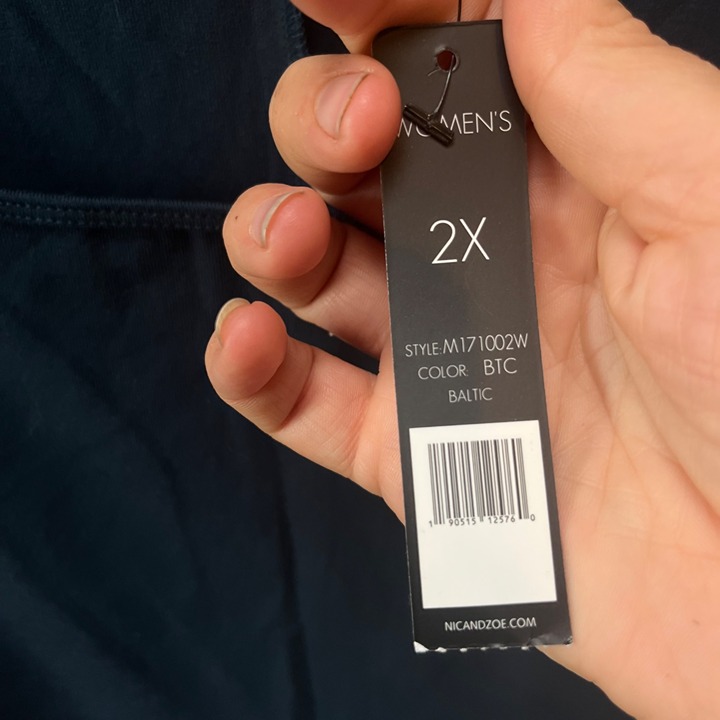 WOMEN'S
2X
STYLE:M171002W
COLOR: BTC
BALTIC
1 90515 12576 0
NICANDZOE.COM